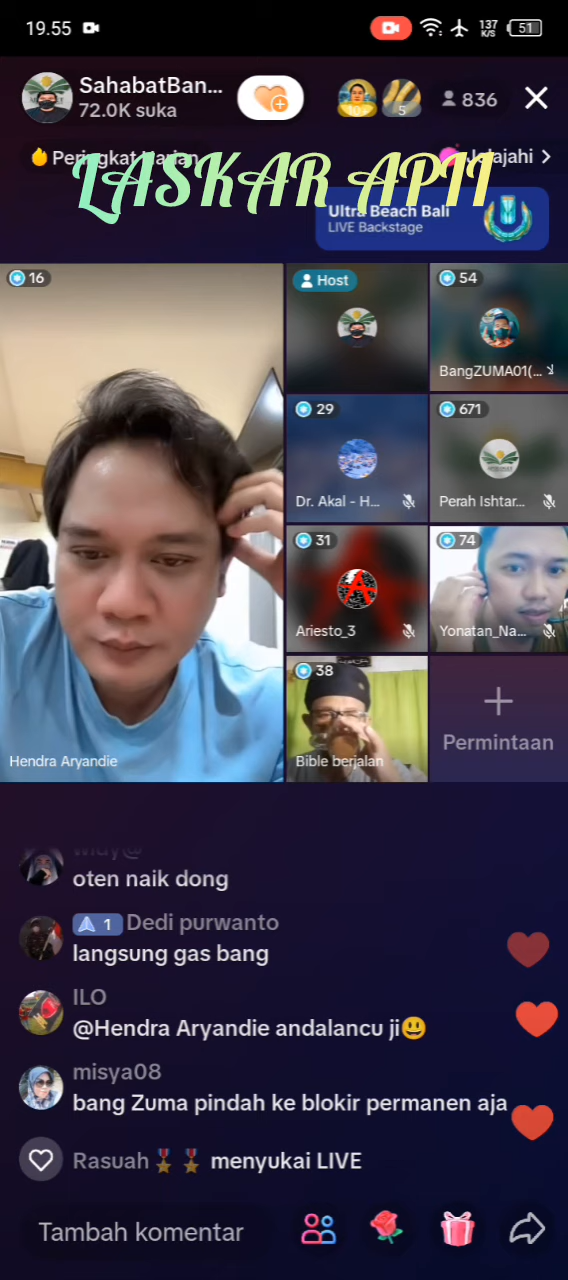 19.55
137
K/S
51
SahabatBan...
72.0K suka
5
836
Peringkat Harian
Jelajahi
LASKAR APII
Ultra Beach Bali
LIVE Backstage
16
Hendra Aryandie
Host
54
BangZUMA01(...
29
Dr. Akal - H...
671
Perah Ishtar...
31
Ariesto_3
74
Yonatan_Na...
38
Bible berjalan
Permintaan
oten naik dong
1 Dedi purwanto
langsung gas bang
ILO
@Hendra Aryandie andalancu ji😃
misya08
bang Zuma pindah ke blokir permanen aja
Rasuah🎖️🎖️ menyukai LIVE
Tambah komentar